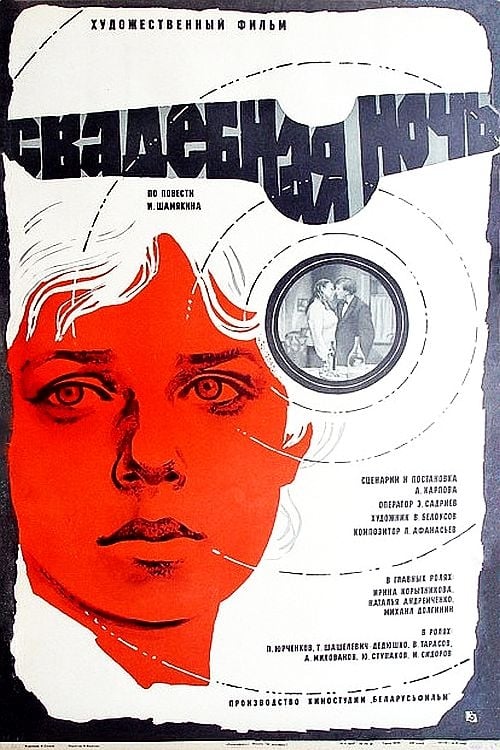 ХУДОЖЕСТВЕННЫЙ ФИЛЬМ
СВАДЕБНАЯ НОЧЬ
ПО ПОВЕСТИ
И. ШАМЯКИНА
СЦЕНАРИЙ И ПОСТАНОВКА
А. КАРПОВА
ОПЕРАТОР Э. САДРИЕВ
ХУДОЖНИК В. БЕЛОУСОВ
КОМПОЗИТОР Л. АФАНАСЬЕВ
В ГЛАВНЫХ РОЛЯХ:
ИРИНА КОРЫТНИКОВА,
НАТАЛЬЯ АНДРЕЙЧЕНКО,
МИХАИЛ ДОЛГИНИН
В РОЛЯХ:
П. ЮРЧЕНКОВ, Т. ШАШЕЛЕВИЧ-ДЕДЮШКО, В. ТАРАСОВ,
А. МИЛОВАНОВ, Ю. СТУПАКОВ, И. СИДОРОВ
ПРОИЗВОДСТВО КИНОСТУДИИ „БЕЛАРУСЬФИЛЬМ"